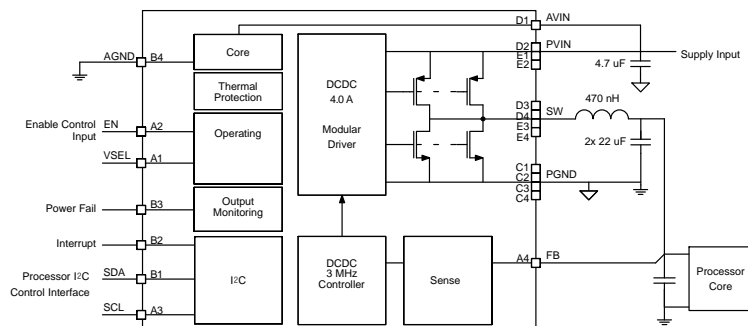 D1
AVIN
AGND
B4
Core
D2
PVIN
E1
E2
Supply Input
4.7 uF
Thermal
Protection
DCDC
4.0 A
Modular
Driver
Enable Control
Input
EN
A2
Operating
VSEL
A1
D3
D4
SW
E3
E4
470 nH
2x 22 uF
C1
C2
PGND
C3
C4
Power Fail
B3
Output
Monitoring
Interrupt
B2
Processor I2C
Control Interface
SDA
B1
SCL
A3
I2C
DCDC
3 MHz
Controller
Sense
A4
FB
Processor
Core